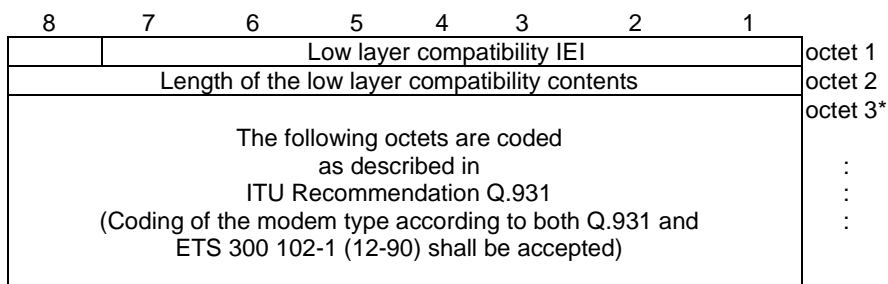 8 7 6 5 4 3 2 1
Low layer compatibility IEI octet 1
Length of the low layer compatibility contents octet 2
octet 3*
The following octets are coded
as described in :
ITU Recommendation Q.931 :
(Coding of the modem type according to both Q.931 and :
ETS 300 102-1 (12-90) shall be accepted)